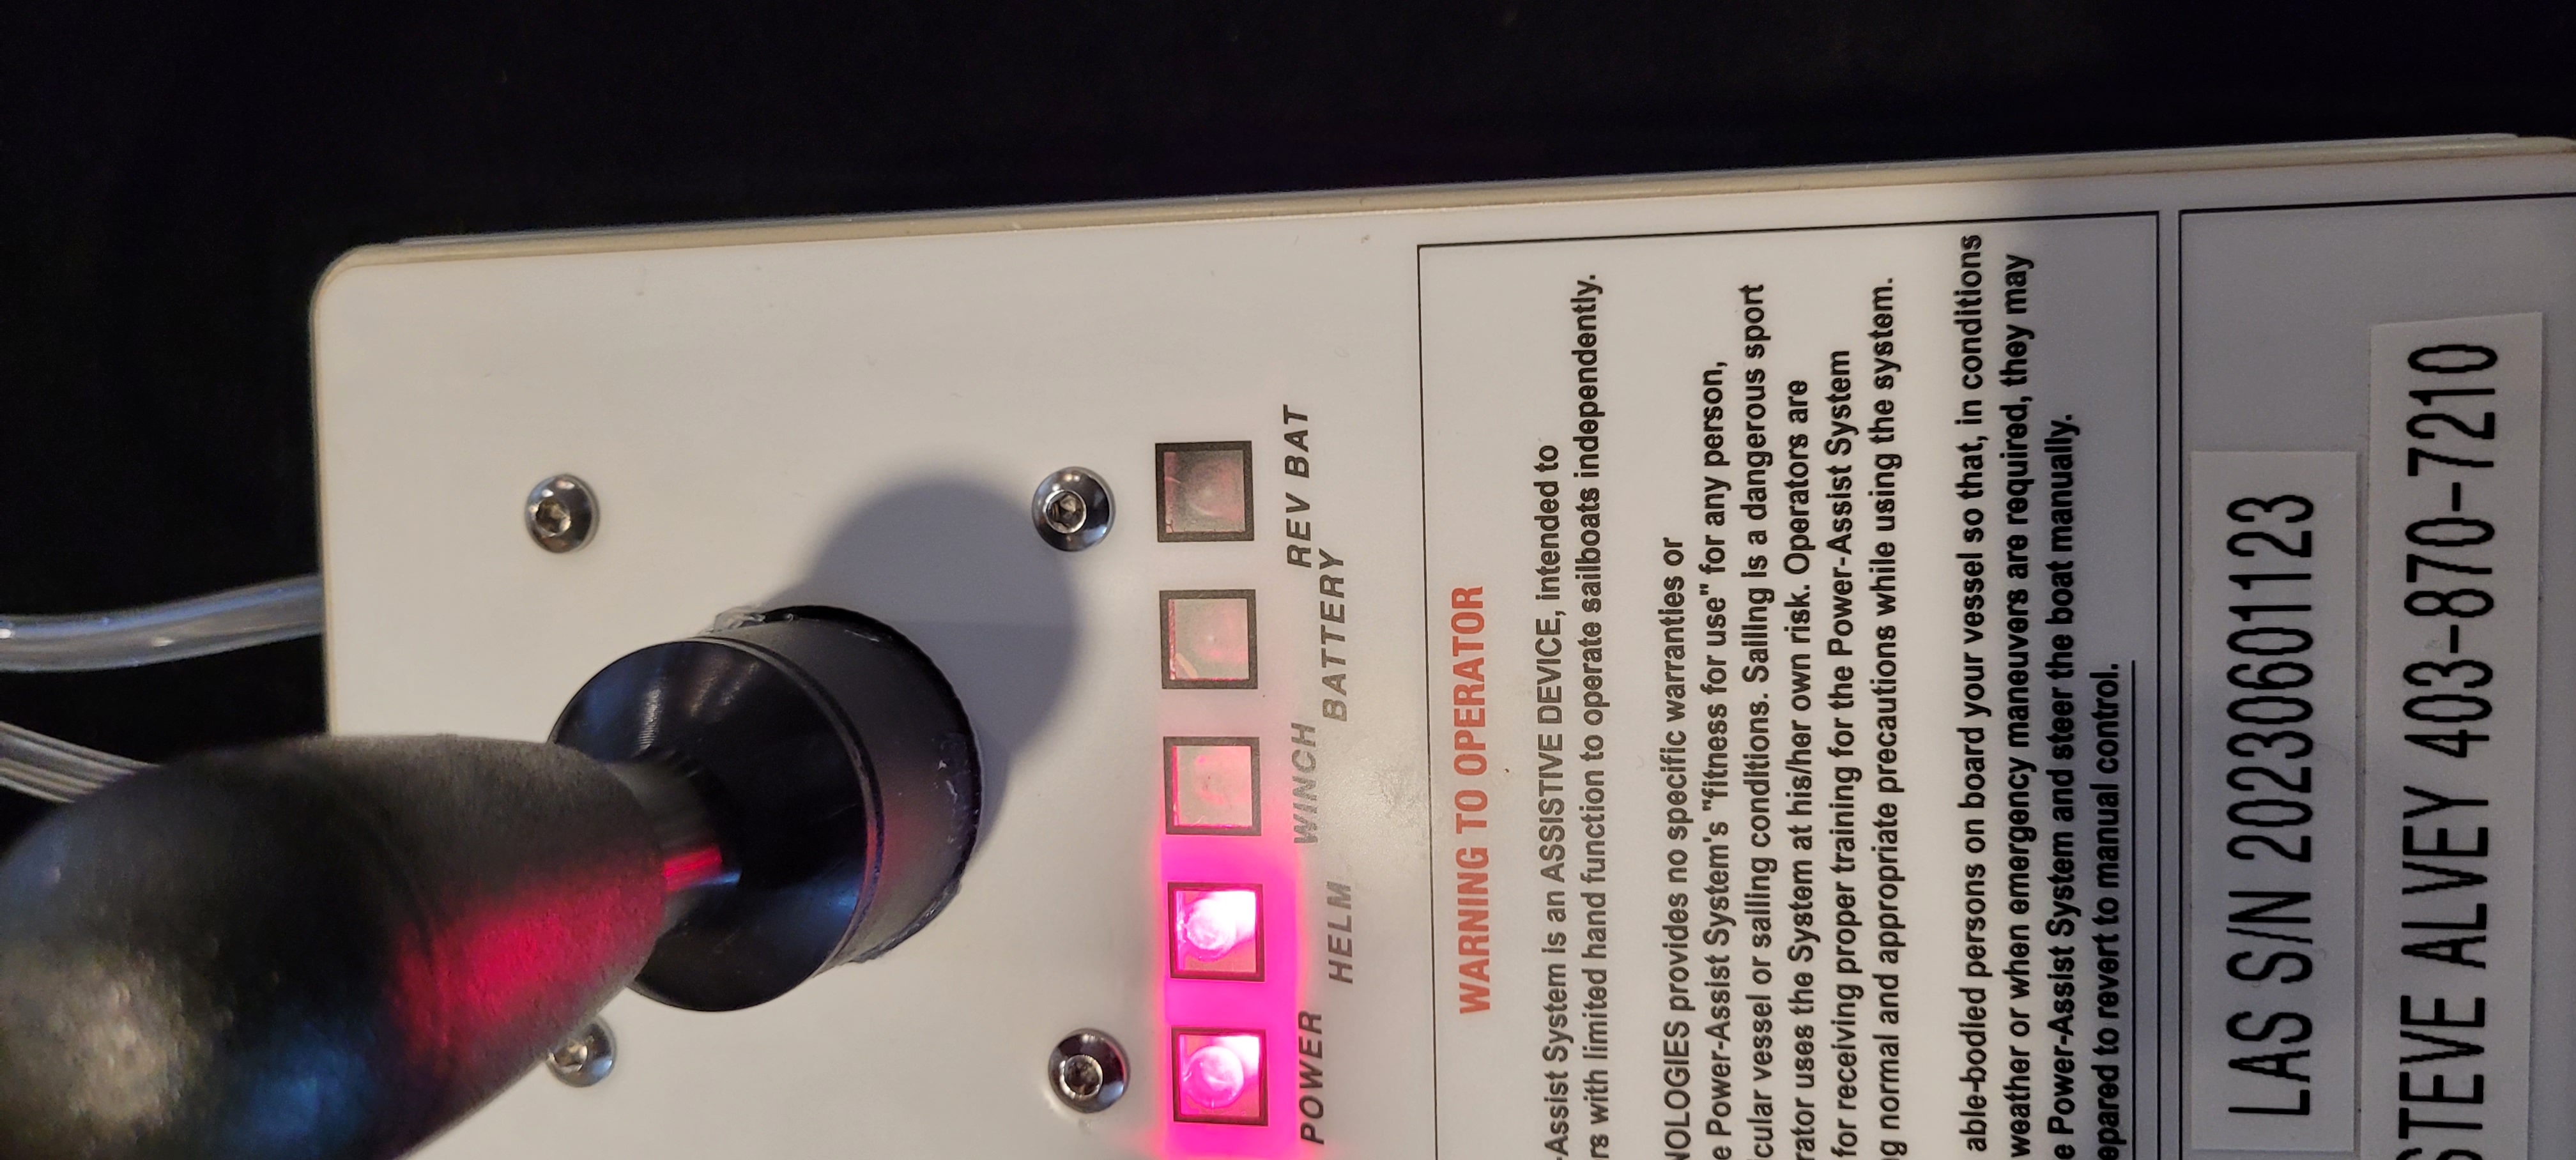 POWER HELM WINCH BATTERY REV BAT
WARNING TO OPERATOR
-Assist System is an ASSISTIVE DEVICE, intended to
rs with limited hand function to operate sailboats independently.
NOLOGIES provides no specific warranties or
e Power-Assist System's "fitness for use" for any person,
cular vessel or sailing conditions. Sailing is a dangerous sport
rator uses the System at his/her own risk. Operators are
for receiving proper training for the Power-Assist System
ng normal and appropriate precautions while using the system.
able-bodied persons on board your vessel so that, in conditions
weather or when emergency maneuvers are required, they may
e Power-Assist System and steer the boat manually.
epared to revert to manual control.
LAS S/N 20230601123
STEVE ALVEY 403-870-7210